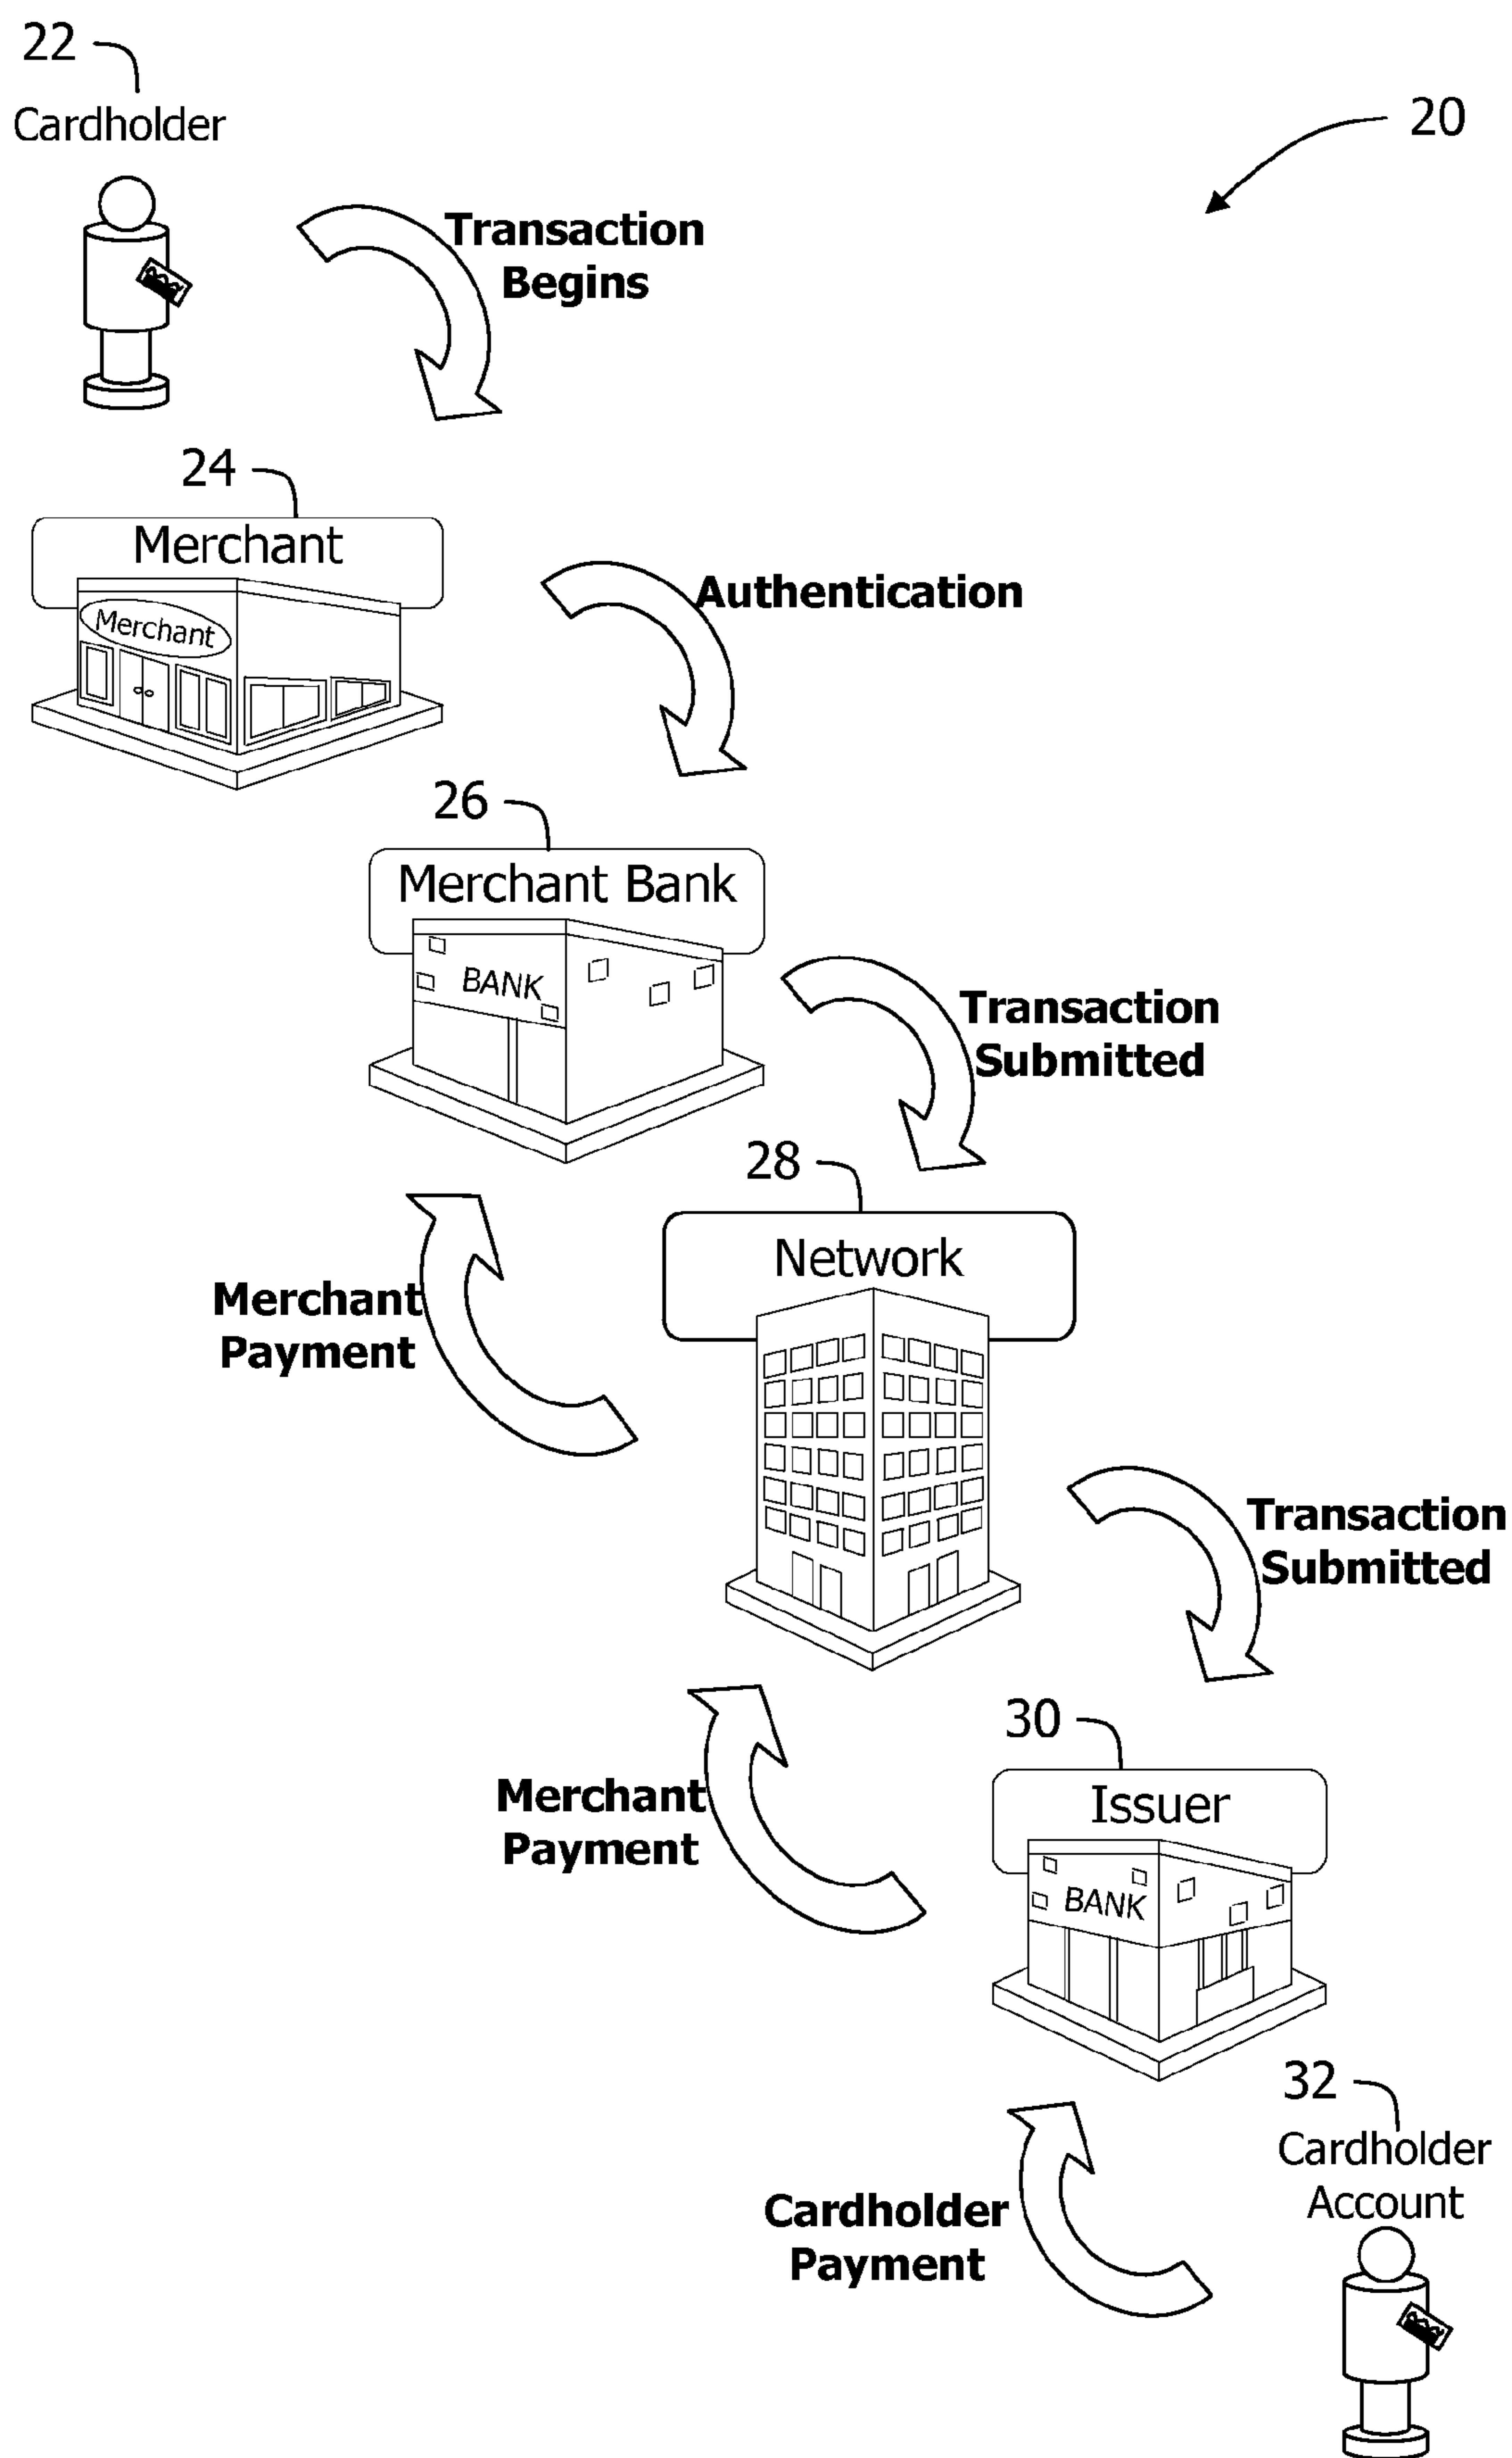 22
Cardholder
20
Transaction
Begins
24
Merchant
Merchant
Authentication
26
Merchant Bank
BANK
Transaction
Submitted
28
Network
Merchant
Payment
Transaction
Submitted
30
Issuer
BANK
Merchant
Payment
32
Cardholder
Account
Cardholder
Payment